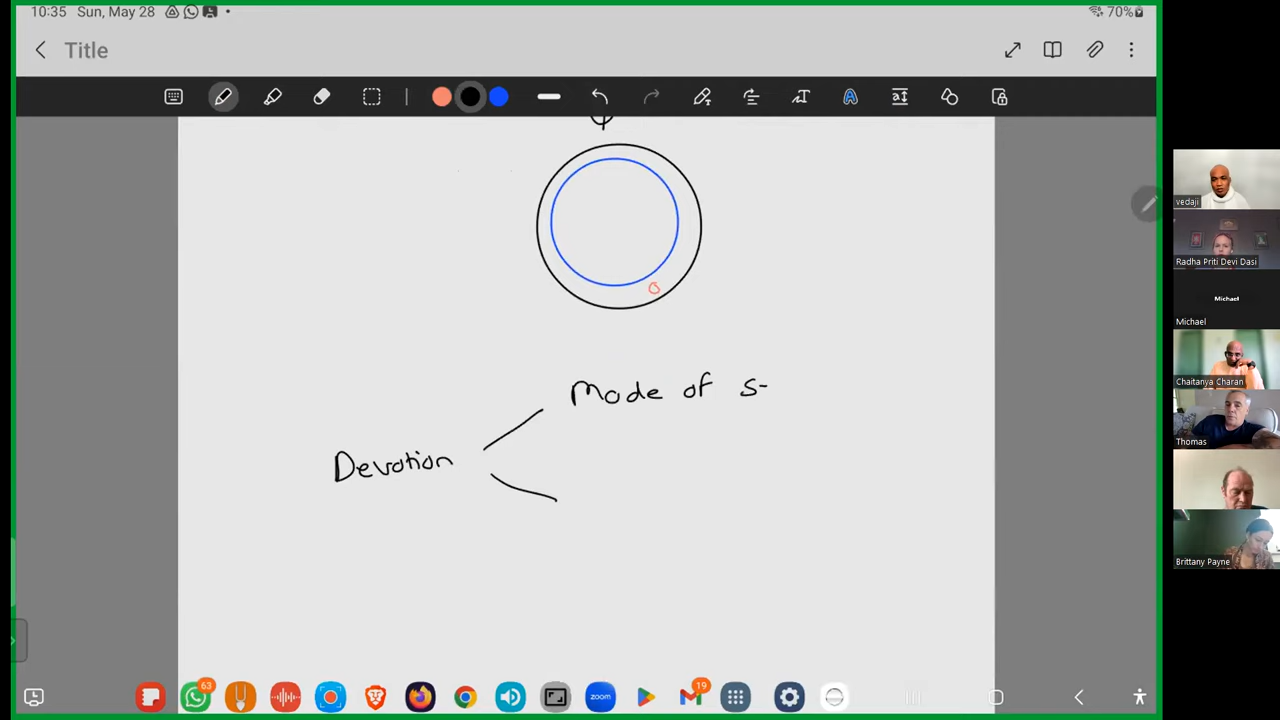 10:35 Sun, May 28
70%
Title
φ
Mode of s-
Devotion
vedaji
Radha Priti Devi Dasi
Michael
Michael
Chaitanya Charan
Thomas
Brittany Payne
63
zoom
19